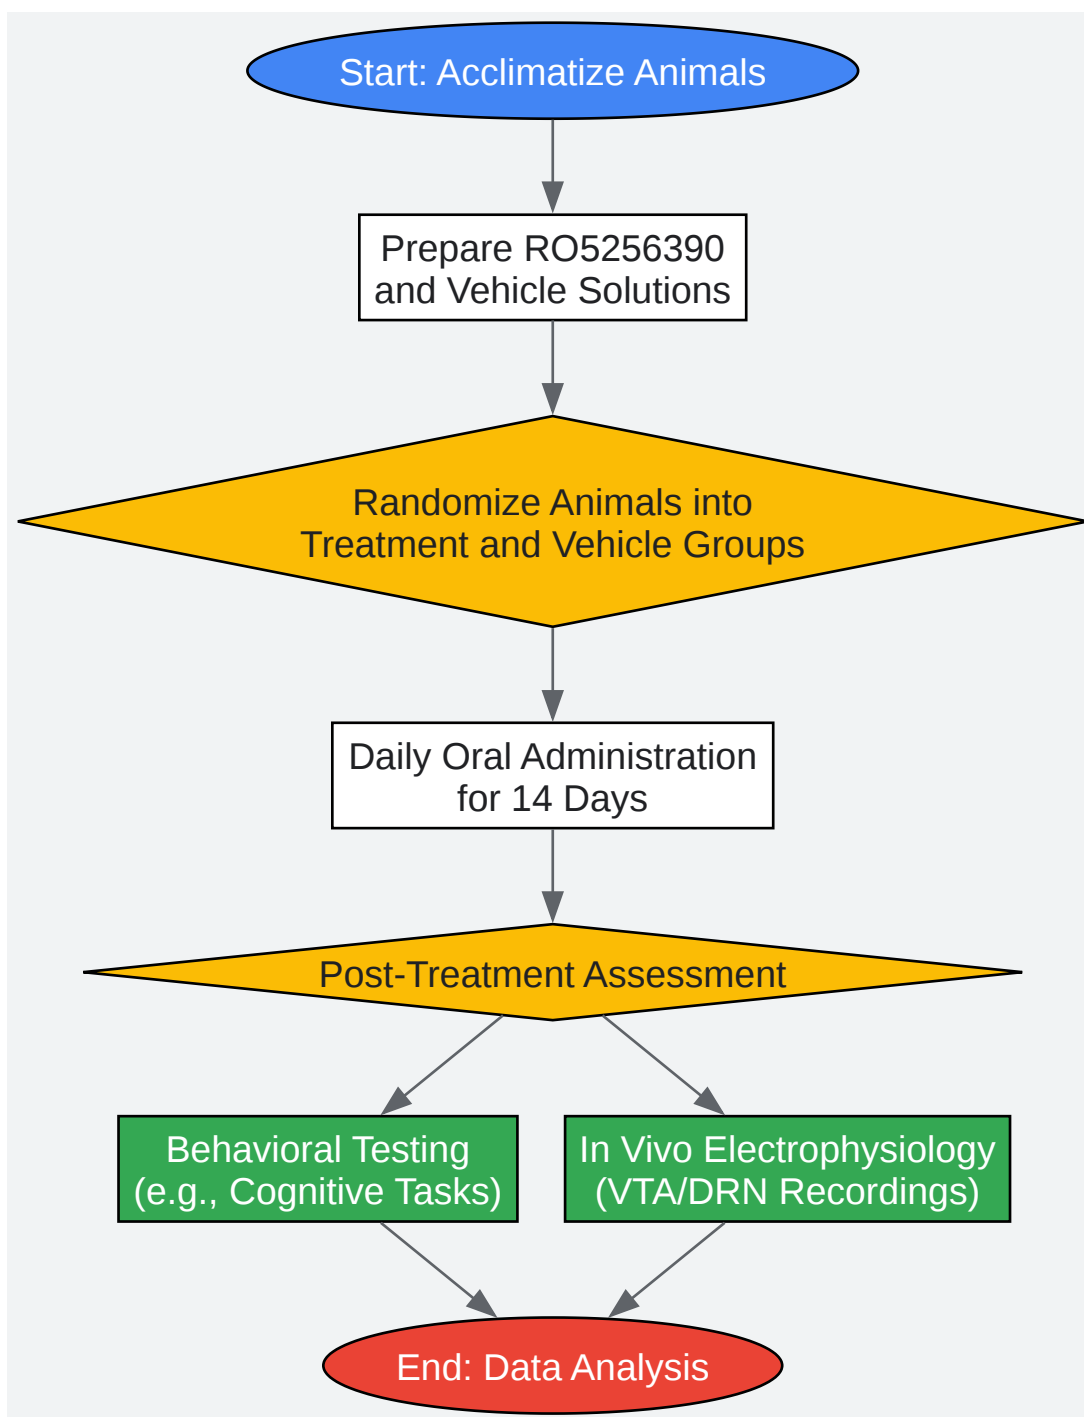 Start: Acclimatize Animals
Prepare RO5256390
and Vehicle Solutions
Randomize Animals into
Treatment and Vehicle Groups
Daily Oral Administration
for 14 Days
Post-Treatment Assessment
Behavioral Testing
(e.g., Cognitive Tasks)
In Vivo Electrophysiology
(VTA/DRN Recordings)
End: Data Analysis